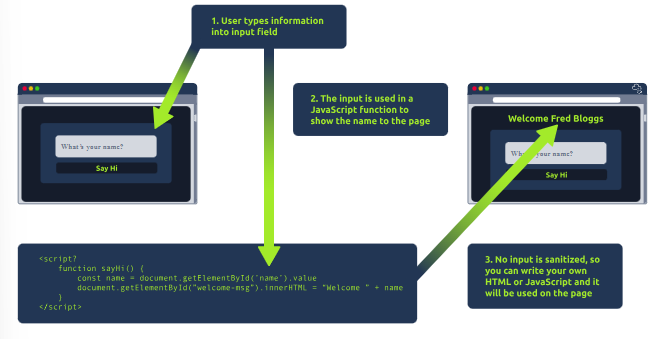 1. User types information
into input field
What's your name?
Say Hi
2. The input is used in a
JavaScript function to
show the name to the page
Welcome Fred Bloggs
What's your name?
Say Hi
<script?
function sayHi() {
const name = document.getElementById('name').value
document.getElementById("welcome-msg").innerHTML = "Welcome " + name
}
</script>
3. No input is sanitized, so
you can write your own
HTML or JavaScript and it
will be used on the page